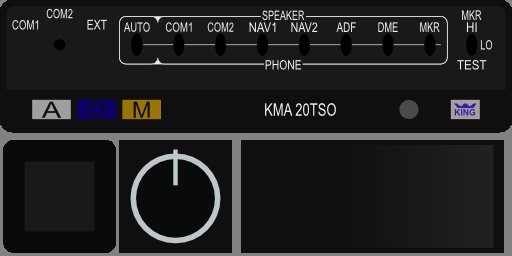 COM1 COM2 EXT
SPEAKER
AUTO COM1 COM2 NAV1 NAV2 ADF DME MKR
PHONE
MKR
HI
LO
TEST
A M
KMA 20TSO
KING